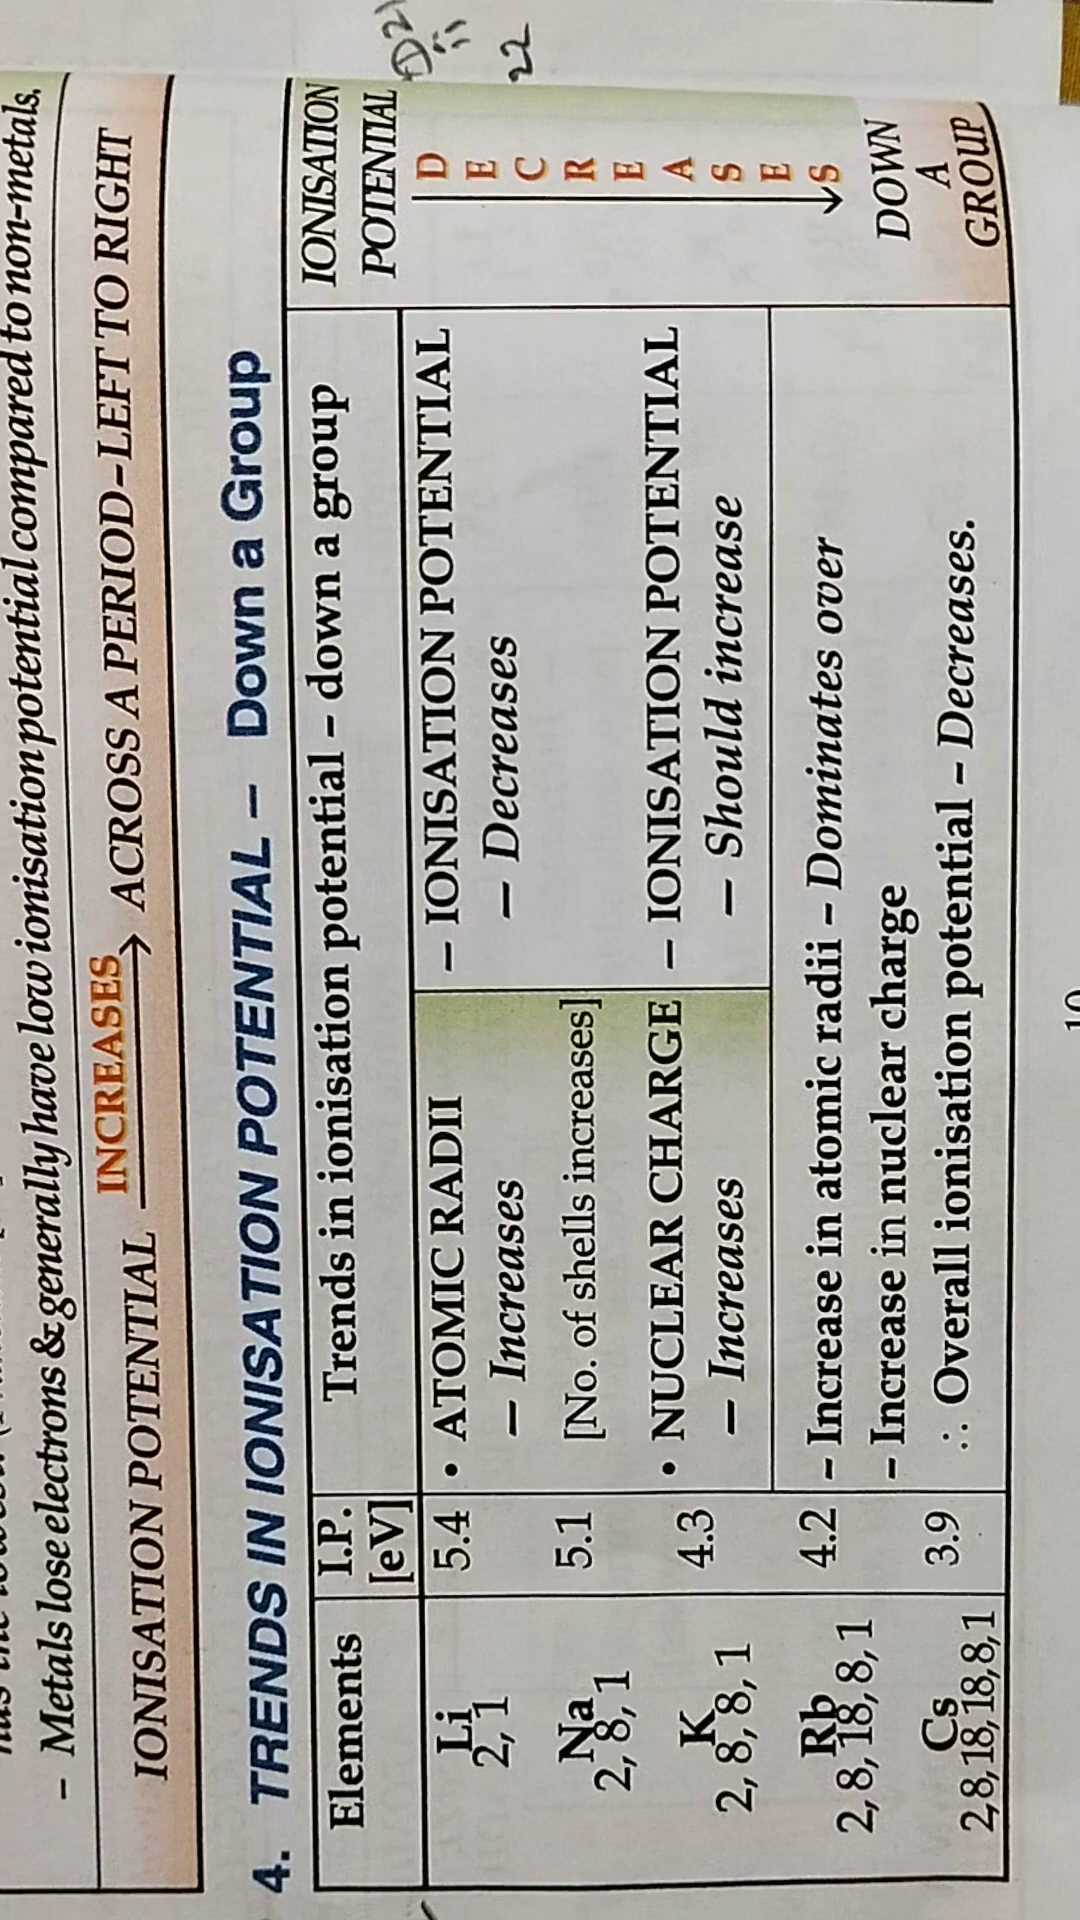 – Metals lose electrons & generally have low ionisation potential compared to non-metals.
IONISATION POTENTIAL INCREASES → ACROSS A PERIOD–LEFT TO RIGHT
4. TRENDS IN IONISATION POTENTIAL – Down a Group
Elements
I.P.
[eV]
Trends in ionisation potential – down a group
IONISATION
POTENTIAL
Li
2, 1
5.4
Na
2, 8, 1
5.1
K
2, 8, 8, 1
4.3
Rb
2, 8, 18, 8, 1
4.2
Cs
2,8,18,18,8,1
3.9
• ATOMIC RADII – IONISATION POTENTIAL
– Increases – Decreases
[No. of shells increases]
• NUCLEAR CHARGE – IONISATION POTENTIAL
– Increases – Should increase
– Increase in atomic radii – Dominates over
– Increase in nuclear charge
∴ Overall ionisation potential – Decreases.
D
E
C
R
E
A
S
E
S
DOWN
A
GROUP
22